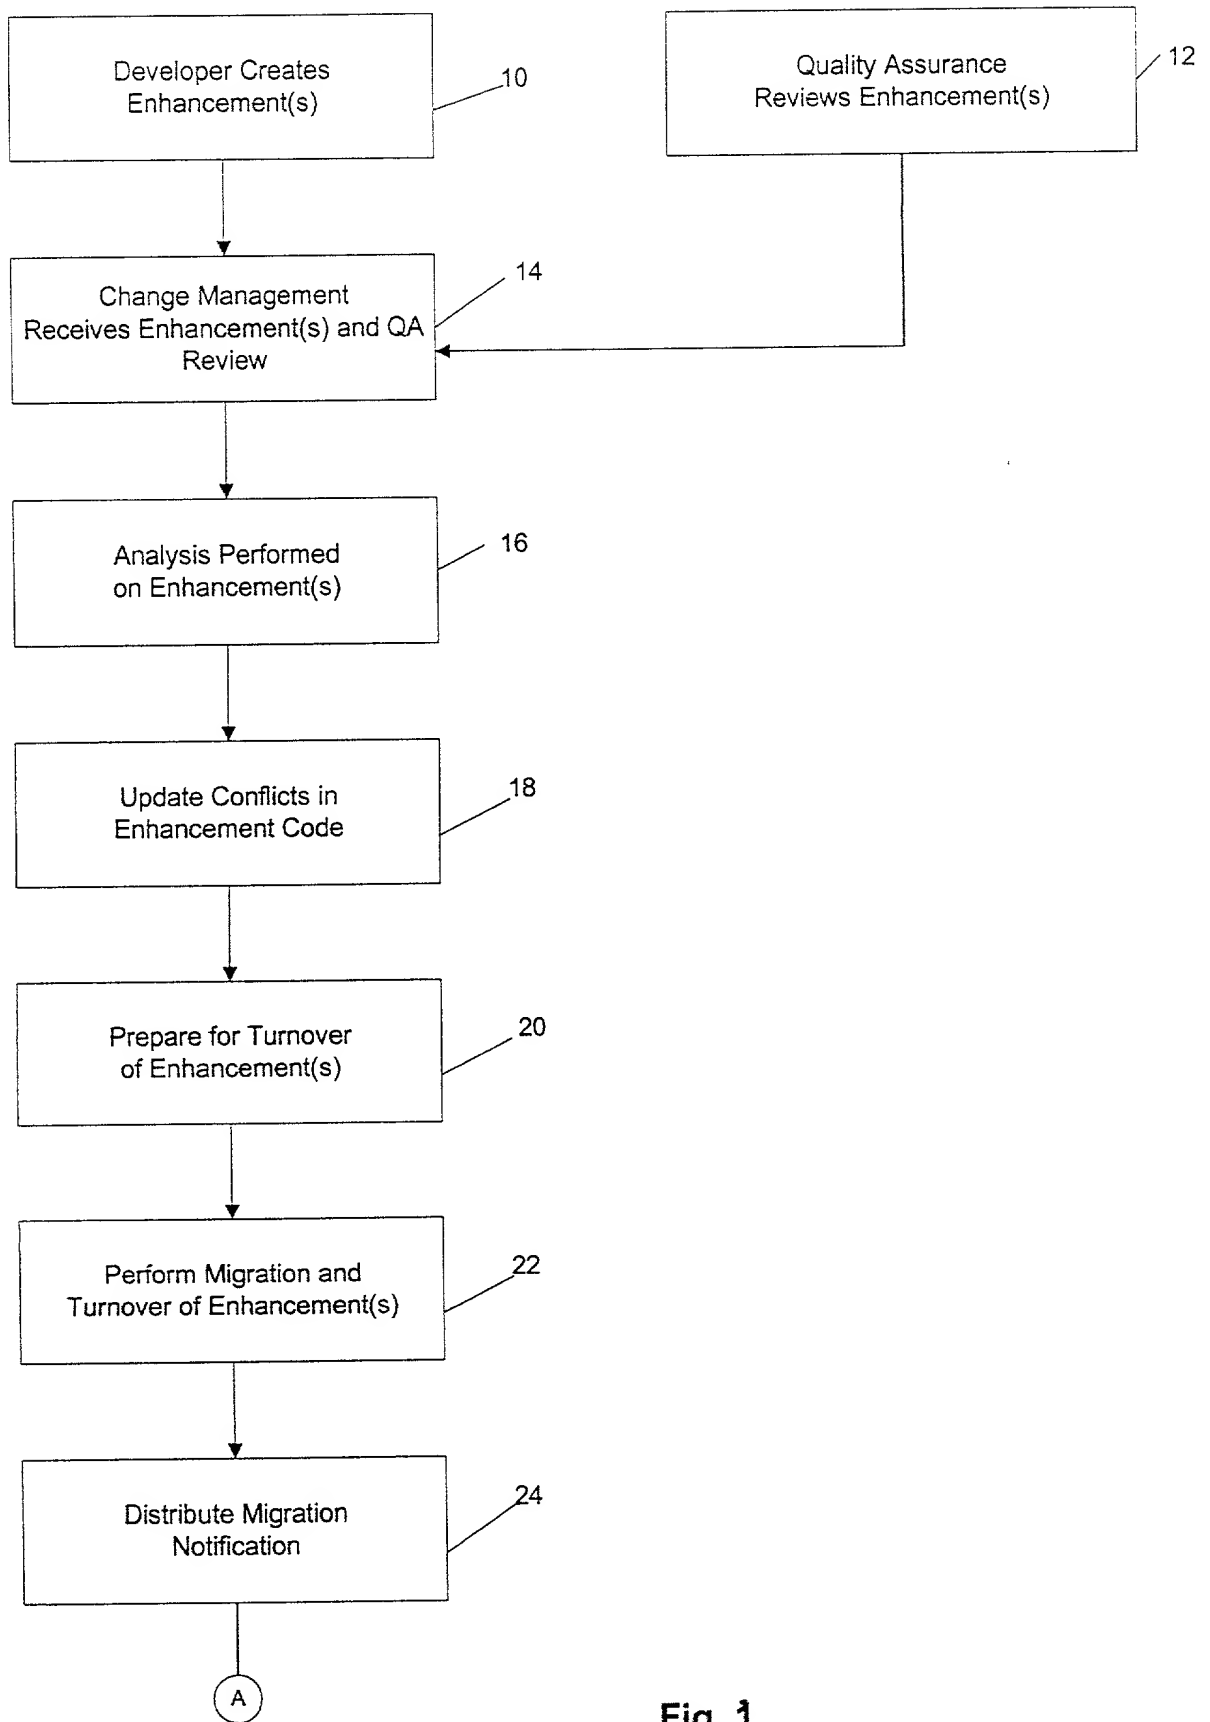 Developer Creates
Enhancement(s)
10
Quality Assurance
Reviews Enhancement(s)
12
Change Management
Receives Enhancement(s) and QA
Review
14
Analysis Performed
on Enhancement(s)
16
Update Conflicts in
Enhancement Code
18
Prepare for Turnover
of Enhancement(s)
20
Perform Migration and
Turnover of Enhancement(s)
22
Distribute Migration
Notification
24
A
Fig. 1